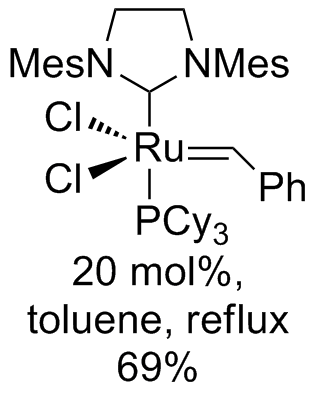 MesN NMes
Cl
Ru
Cl
Ph
PCy₃
20 mol%,
toluene, reflux
69%